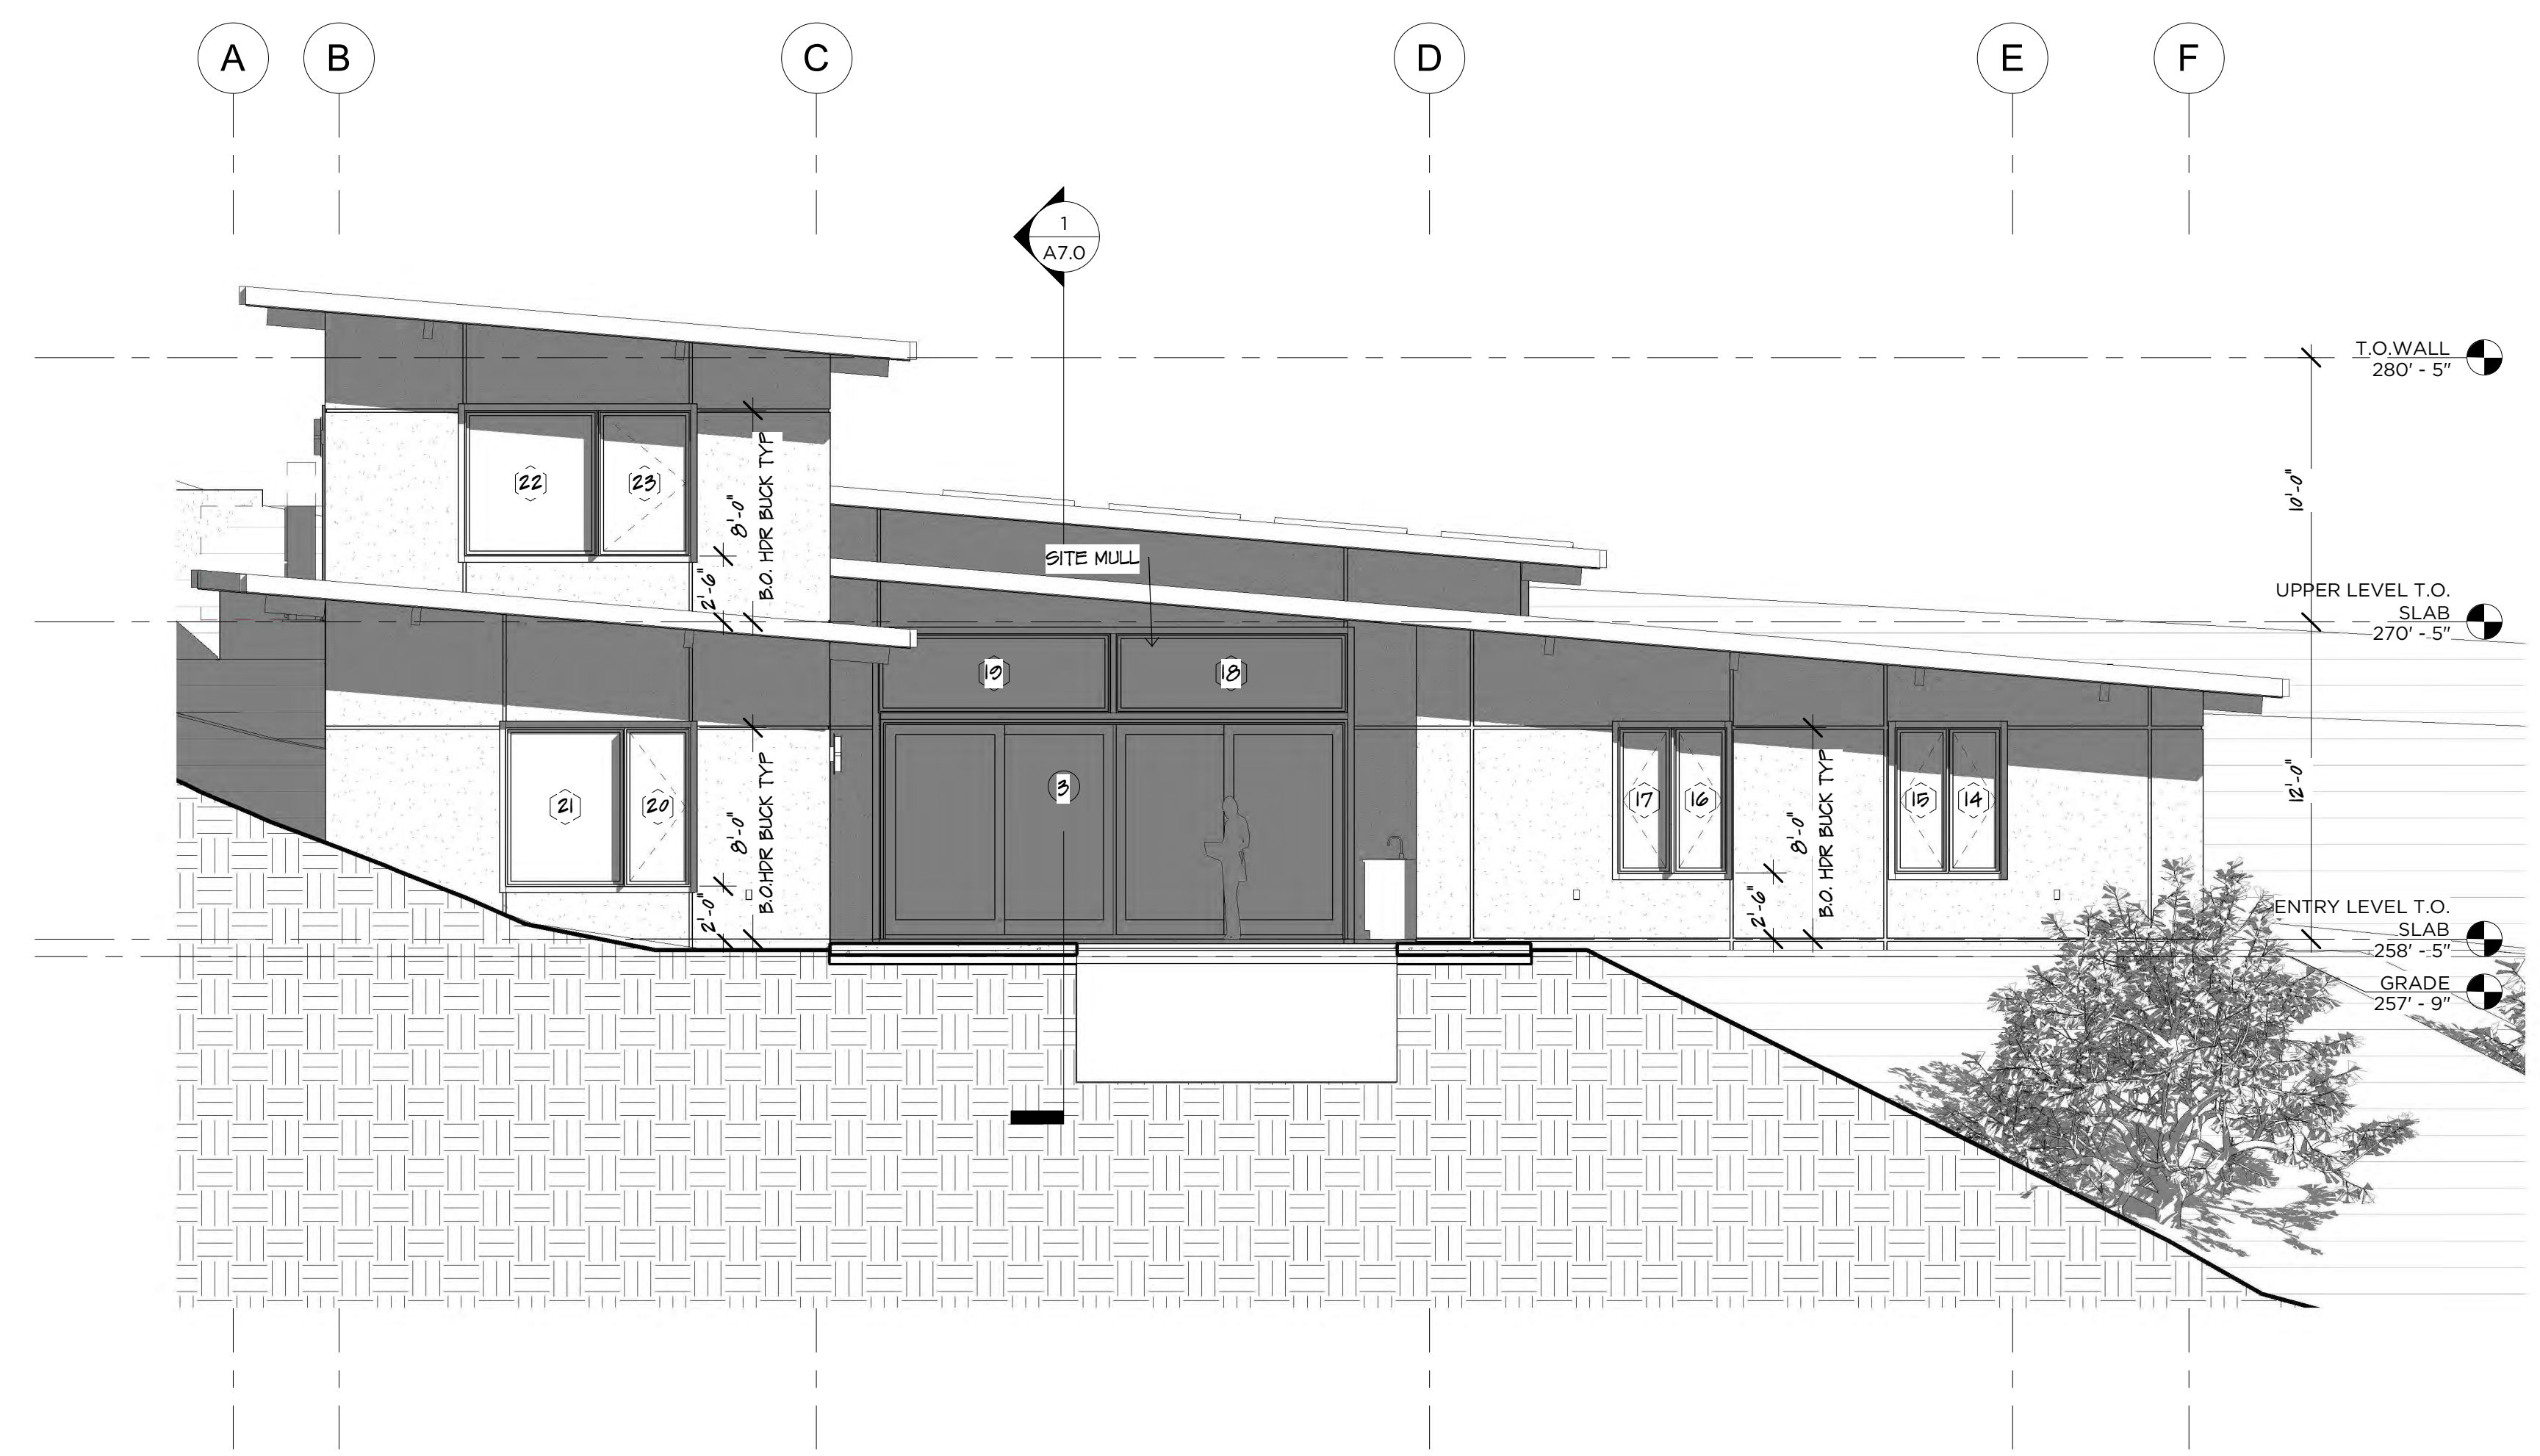 A B C D E F
1
A7.0
T.O.WALL
280' - 5"
22 23
8'-0"
B.O. HDR BUCK TYP
2'-6"
10'-0"
SITE MULL
UPPER LEVEL T.O.
SLAB
270' - 5"
19 18
21 20
8'-0"
B.O.HDR BUCK TYP
2'-0"
3
17 16
8'-0"
B.O. HDR BUCK TYP
2'-6"
15 14
12'-0"
ENTRY LEVEL T.O.
SLAB
258' - 5"
GRADE
257' - 9"